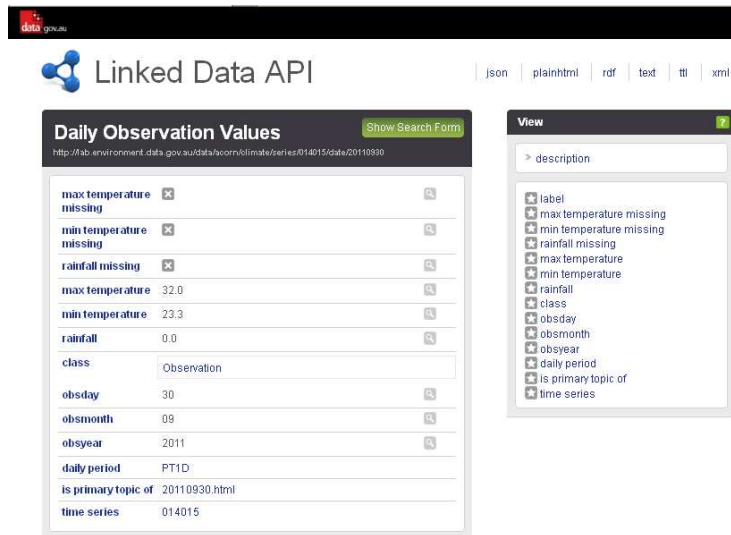 data gov.au
Linked Data API
json plainhtml rdf text ttl xml
Daily Observation Values
Show Search Form
http://lab.environment.data.gov.au/data/acorn/climate/series/014015/date/20110930
max temperature
missing
min temperature
missing
rainfall missing
max temperature 32.0
min temperature 23.3
rainfall 0.0
class Observation
obsday 30
obsmonth 09
obsyear 2011
daily period PT1D
is primary topic of 20110930.html
time series 014015
View ?
> description
label
max temperature missing
min temperature missing
rainfall missing
max temperature
min temperature
rainfall
class
obsday
obsmonth
obsyear
daily period
is primary topic of
time series